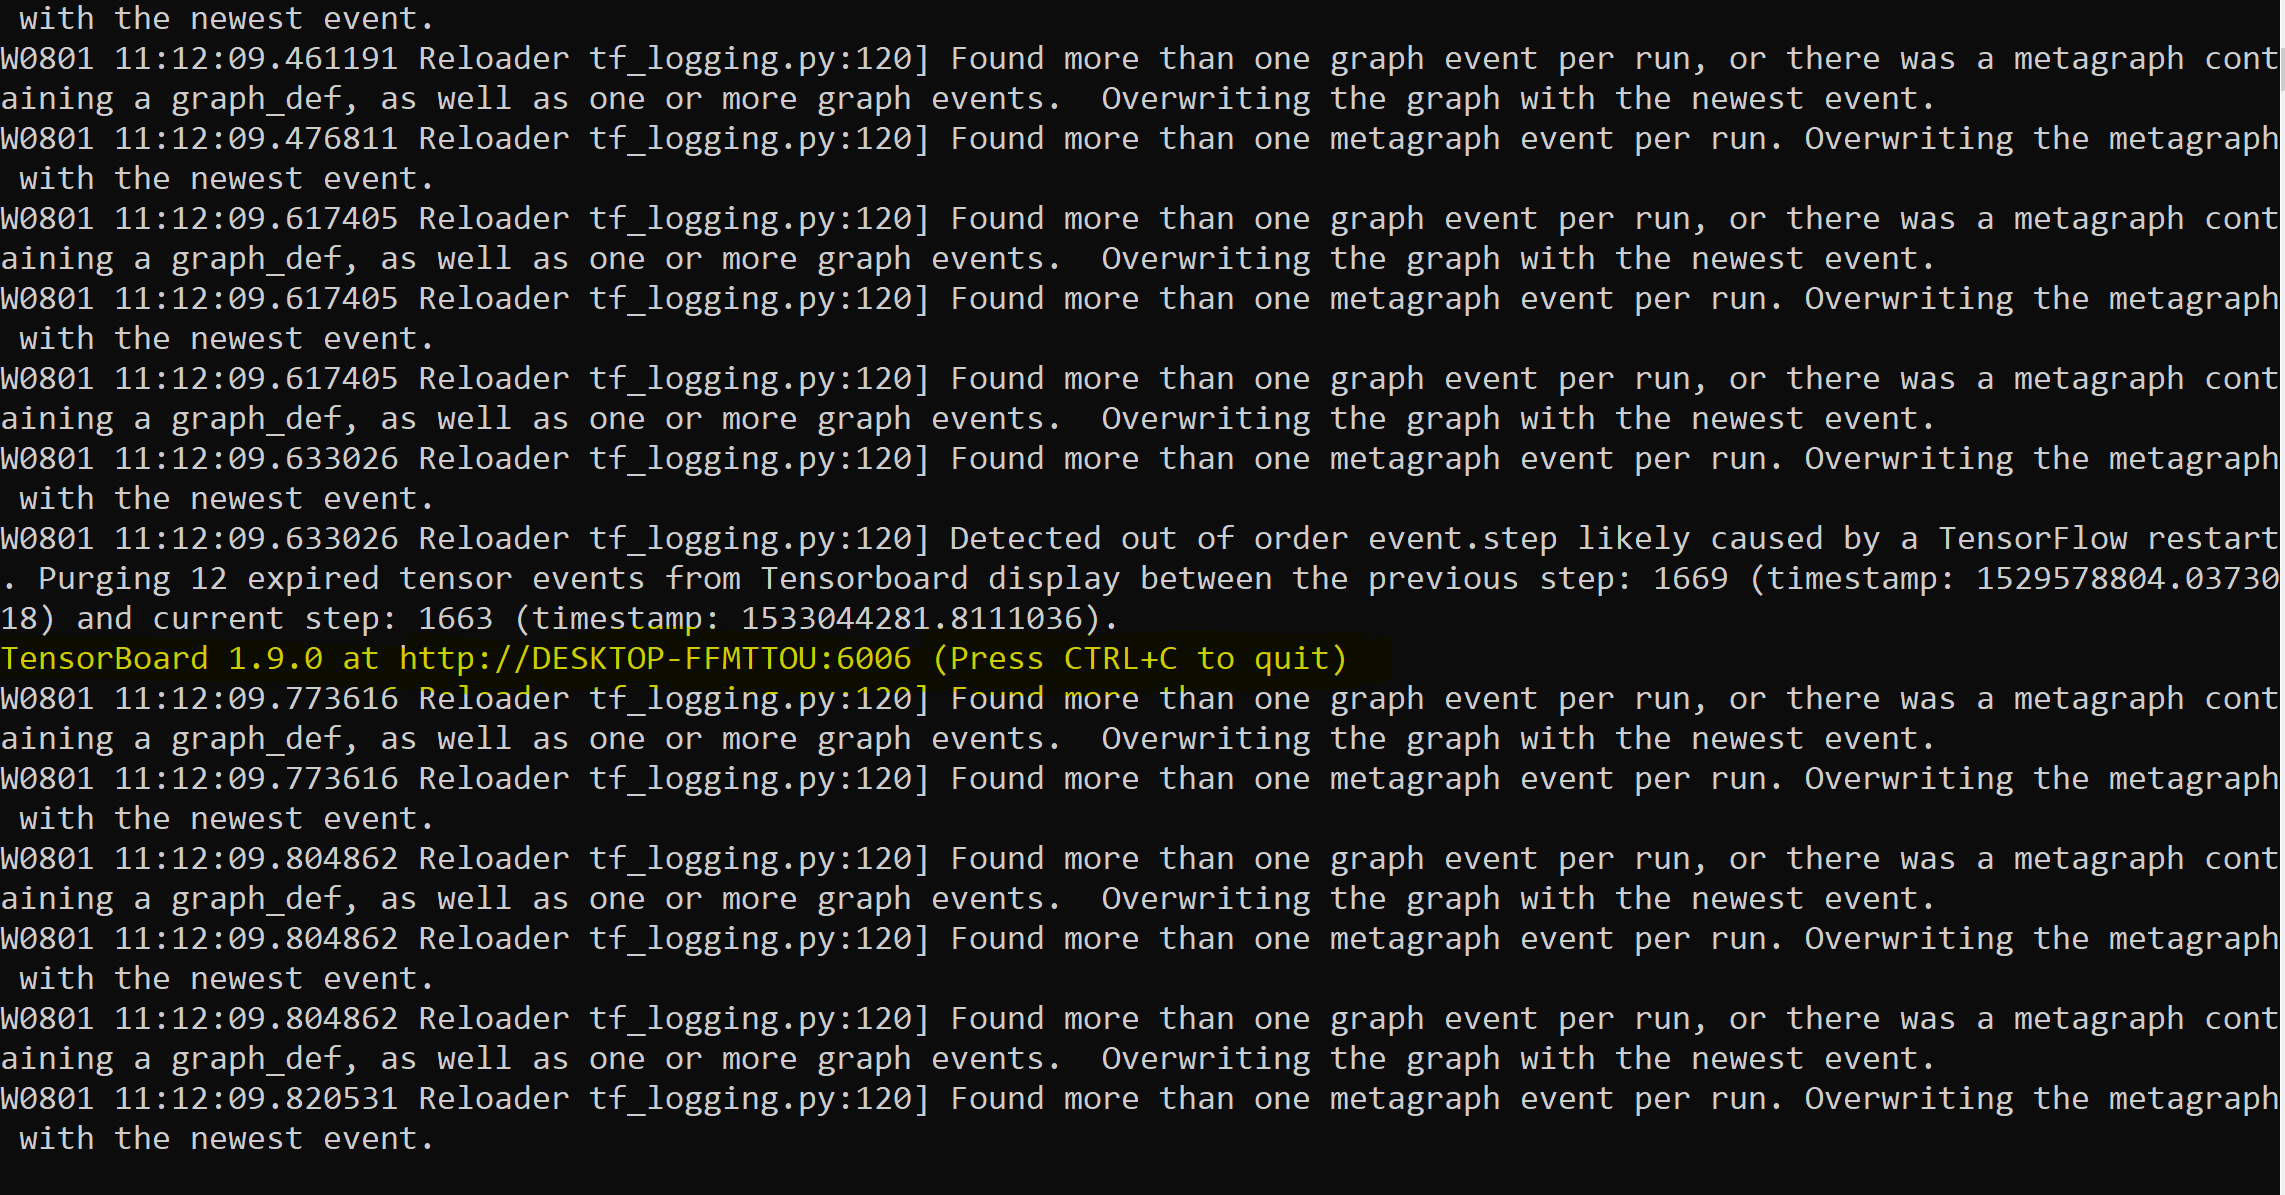 with the newest event.
W0801 11:12:09.461191 Reloader tf_logging.py:120] Found more than one graph event per run, or there was a metagraph cont
aining a graph_def, as well as one or more graph events.  Overwriting the graph with the newest event.
W0801 11:12:09.476811 Reloader tf_logging.py:120] Found more than one metagraph event per run. Overwriting the metagraph
 with the newest event.
W0801 11:12:09.617405 Reloader tf_logging.py:120] Found more than one graph event per run, or there was a metagraph cont
aining a graph_def, as well as one or more graph events.  Overwriting the graph with the newest event.
W0801 11:12:09.617405 Reloader tf_logging.py:120] Found more than one metagraph event per run. Overwriting the metagraph
 with the newest event.
W0801 11:12:09.617405 Reloader tf_logging.py:120] Found more than one graph event per run, or there was a metagraph cont
aining a graph_def, as well as one or more graph events.  Overwriting the graph with the newest event.
W0801 11:12:09.633026 Reloader tf_logging.py:120] Found more than one metagraph event per run. Overwriting the metagraph
 with the newest event.
W0801 11:12:09.633026 Reloader tf_logging.py:120] Detected out of order event.step likely caused by a TensorFlow restart
. Purging 12 expired tensor events from Tensorboard display between the previous step: 1669 (timestamp: 1529578804.03730
18) and current step: 1663 (timestamp: 1533044281.8111036).
TensorBoard 1.9.0 at http://DESKTOP-FFMTTOU:6006 (Press CTRL+C to quit)
W0801 11:12:09.773616 Reloader tf_logging.py:120] Found more than one graph event per run, or there was a metagraph cont
aining a graph_def, as well as one or more graph events.  Overwriting the graph with the newest event.
W0801 11:12:09.773616 Reloader tf_logging.py:120] Found more than one metagraph event per run. Overwriting the metagraph
 with the newest event.
W0801 11:12:09.804862 Reloader tf_logging.py:120] Found more than one graph event per run, or there was a metagraph cont
aining a graph_def, as well as one or more graph events.  Overwriting the graph with the newest event.
W0801 11:12:09.804862 Reloader tf_logging.py:120] Found more than one metagraph event per run. Overwriting the metagraph
 with the newest event.
W0801 11:12:09.804862 Reloader tf_logging.py:120] Found more than one graph event per run, or there was a metagraph cont
aining a graph_def, as well as one or more graph events.  Overwriting the graph with the newest event.
W0801 11:12:09.820531 Reloader tf_logging.py:120] Found more than one metagraph event per run. Overwriting the metagraph
 with the newest event.